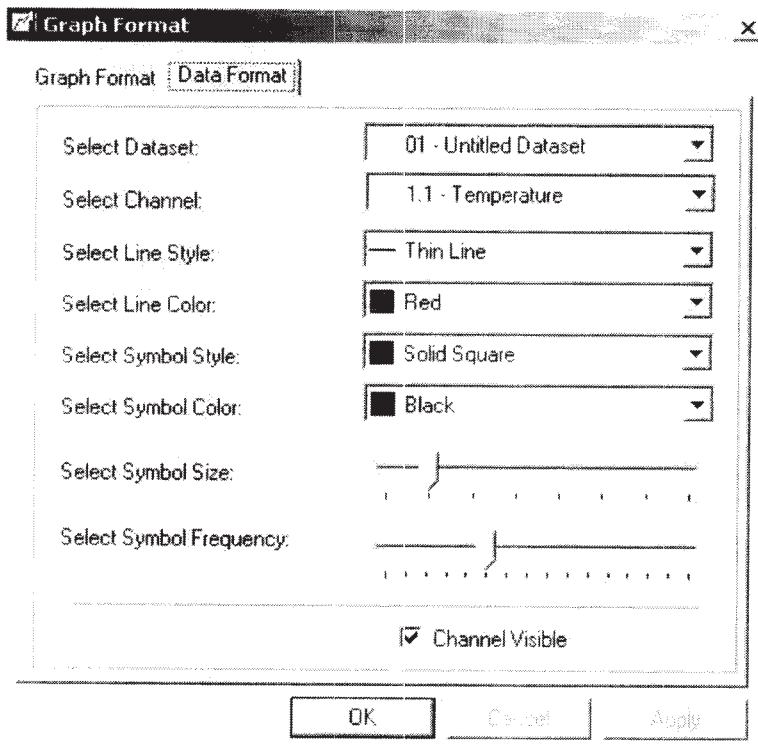 Graph Format
Graph Format Data Format
Select Dataset: 01 - Untitled Dataset
Select Channel: 1.1 - Temperature
Select Line Style: Thin Line
Select Line Color: Red
Select Symbol Style: Solid Square
Select Symbol Color: Black
Select Symbol Size:
Select Symbol Frequency:
Channel Visible
OK Cancel Apply